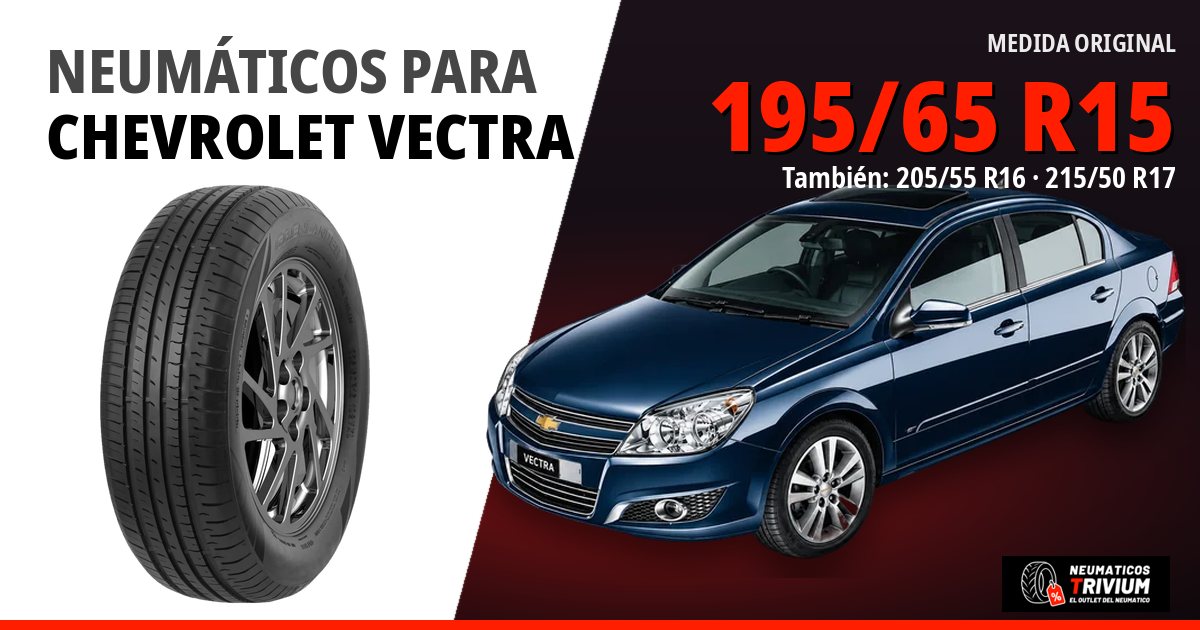 NEUMÁTICOS PARA
CHEVROLET VECTRA
MEDIDA ORIGINAL
195/65 R15
También: 205/55 R16 · 215/50 R17
VECTRA
NEUMATICOS
TRIVIUM
%
EL OUTLET DEL NEUMATICO